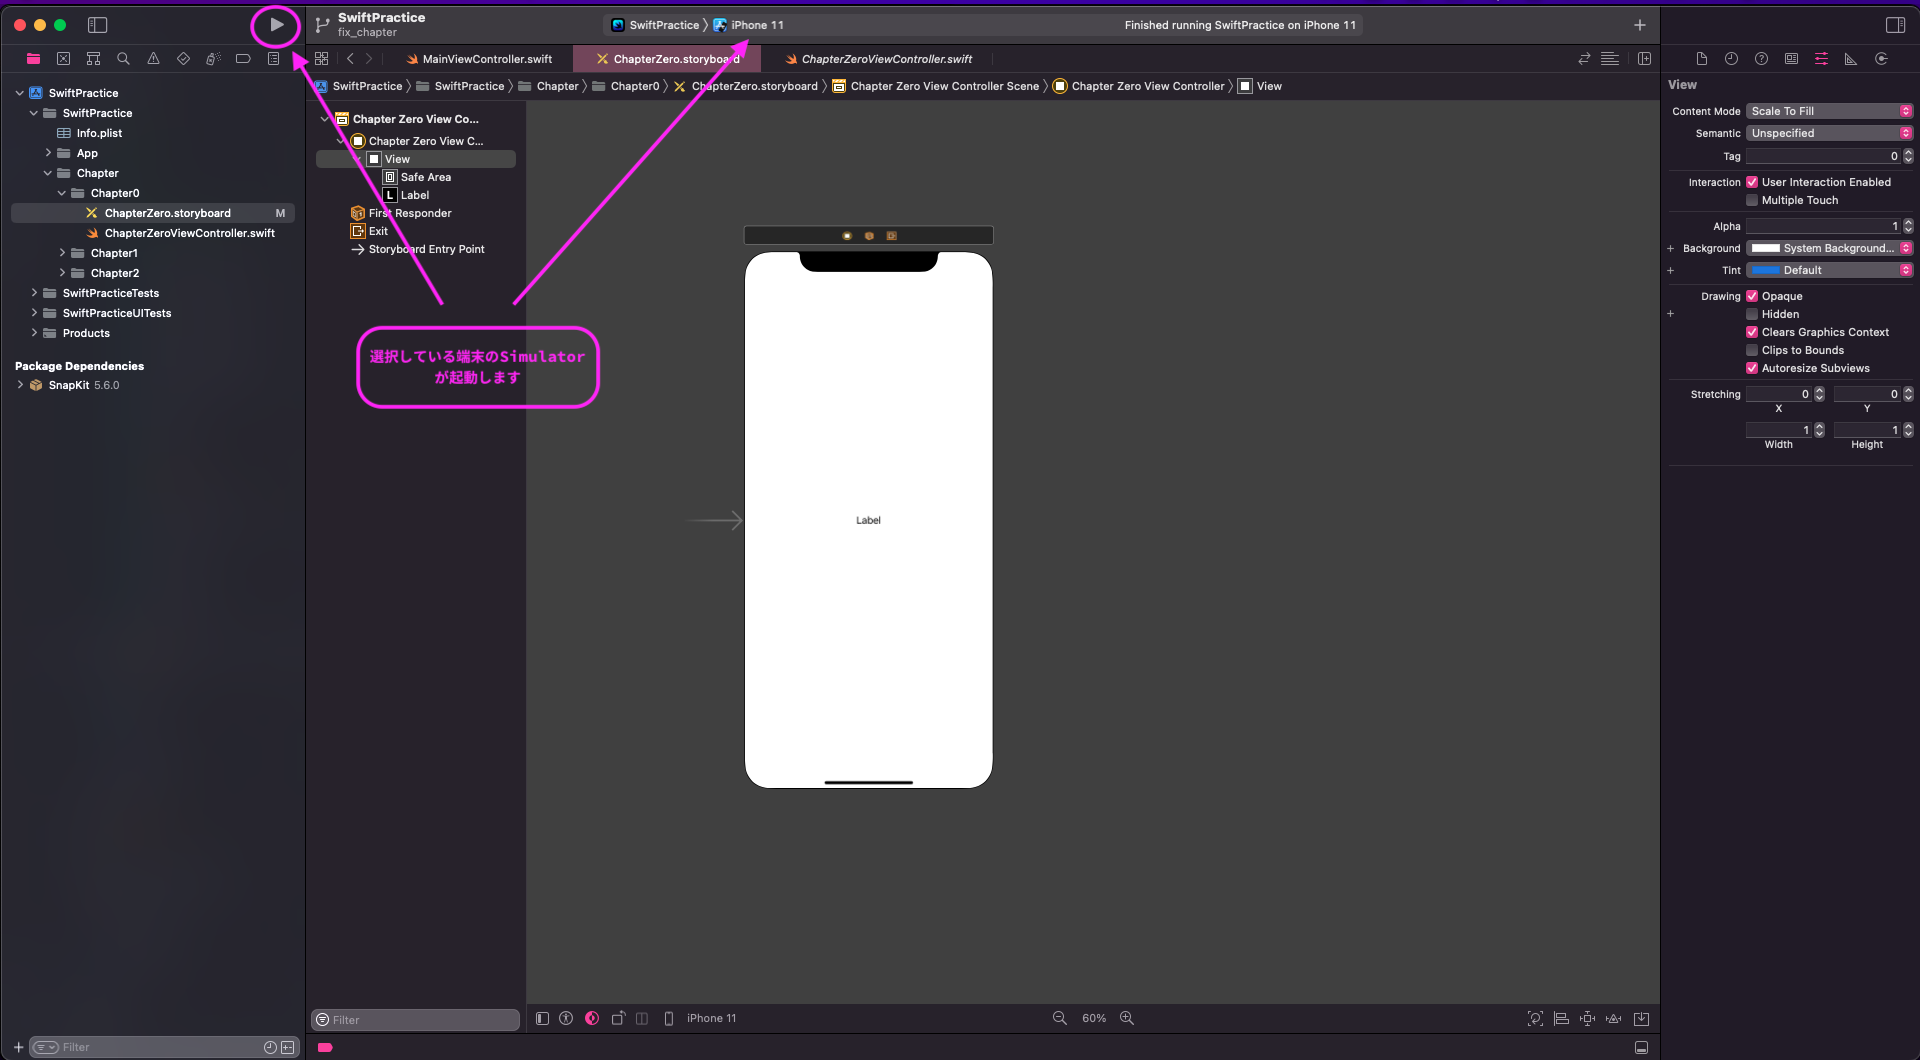 SwiftPractice
fix_chapter
SwiftPractice
iPhone 11
Finished running SwiftPractice on iPhone 11
MainViewController.swift
ChapterZero.storyboard
ChapterZeroViewController.swift
SwiftPractice
SwiftPractice
Chapter
Chapter0
ChapterZero.storyboard
Chapter Zero View Controller Scene
Chapter Zero View Controller
View
SwiftPractice
SwiftPractice
Info.plist
App
Chapter
Chapter0
ChapterZero.storyboard M
ChapterZeroViewController.swift
Chapter1
Chapter2
SwiftPracticeTests
SwiftPracticeUITests
Products
Package Dependencies
SnapKit 5.6.0
Filter
Chapter Zero View Co...
Chapter Zero View C...
View
Safe Area
L Label
First Responder
Exit
Storyboard Entry Point
選択している端末のSimulator
が起動します
Filter
Label
iPhone 11
60%
View
Content Mode Scale To Fill
Semantic Unspecified
Tag 0
Interaction User Interaction Enabled
Multiple Touch
Alpha 1
Background System Background...
Tint Default
Drawing Opaque
Hidden
Clears Graphics Context
Clips to Bounds
Autoresize Subviews
Stretching 0 0
X Y
1 1
Width Height